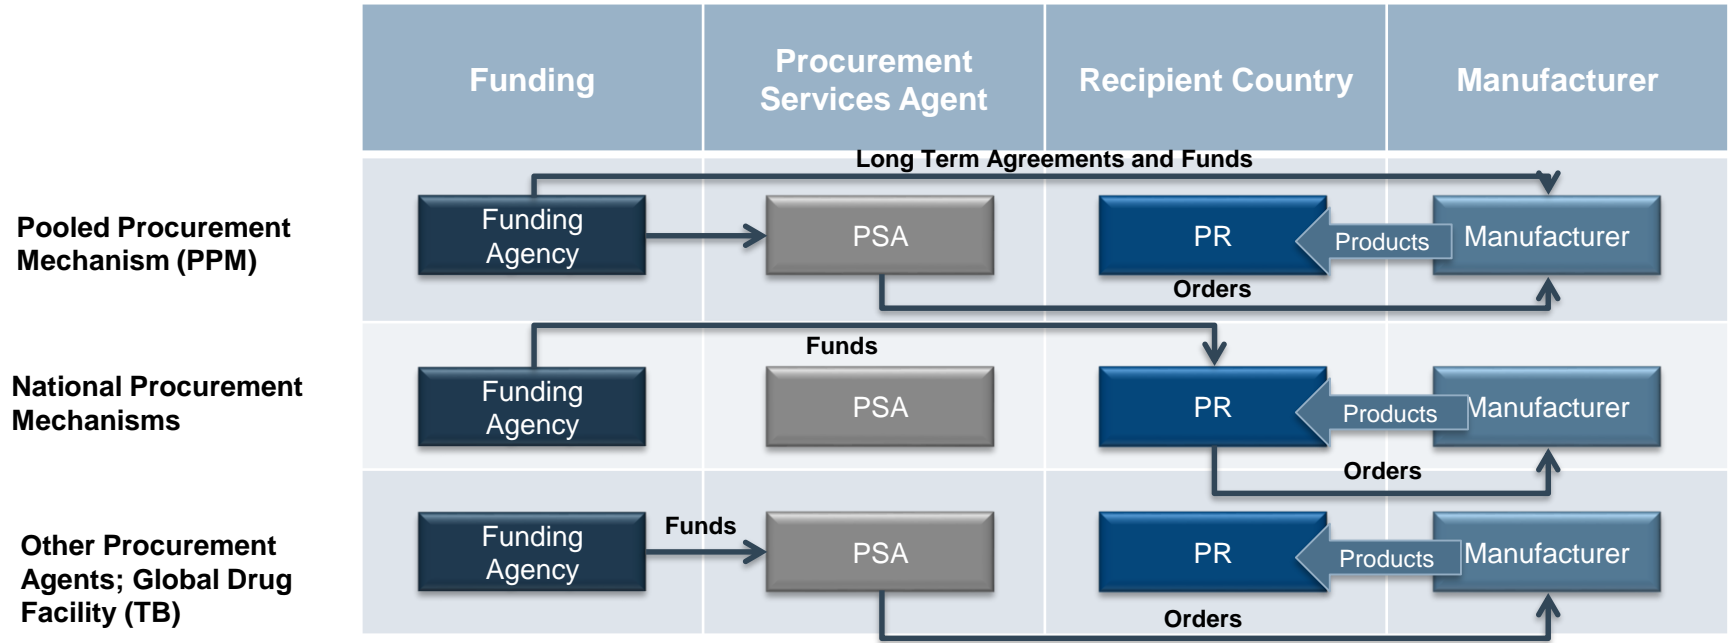 Funding
Procurement
Services Agent
Recipient Country
Manufacturer
Long Term Agreements and Funds
Pooled Procurement
Mechanism (PPM)
Funding
Agency
PSA
PR
Products
Manufacturer
Orders
Funds
National Procurement
Mechanisms
Funding
Agency
PSA
PR
Products
Manufacturer
Orders
Other Procurement
Agents; Global Drug
Facility (TB)
Funding
Agency
Funds
PSA
PR
Products
Manufacturer
Orders